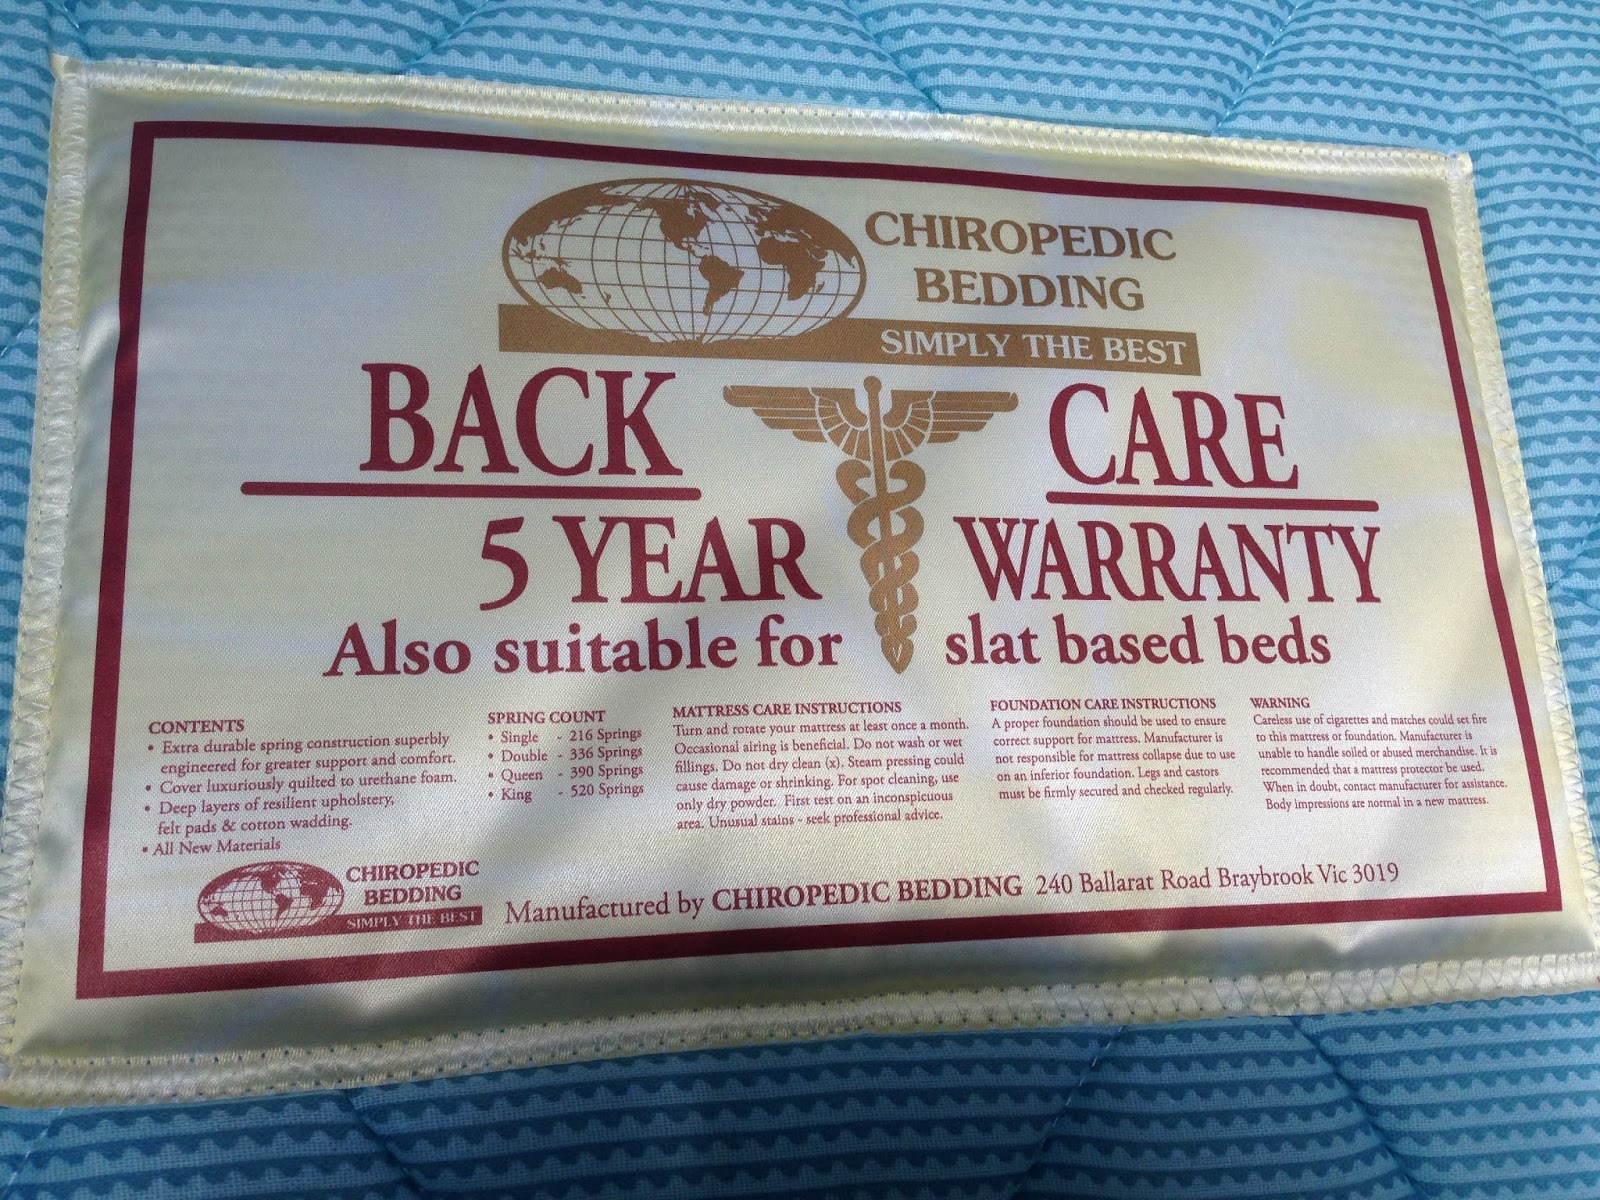 CHIROPEDIC
BEDDING
SIMPLY THE BEST
BACK CARE
5 YEAR WARRANTY
Also suitable for slat based beds
CONTENTS
• Extra durable spring construction superbly
engineered for greater support and comfort.
• Cover luxuriously quilted to urethane foam.
• Deep layers of resilient upholstery,
felt pads & cotton wadding.
• All New Materials
SPRING COUNT
• Single - 216 Springs
• Double - 336 Springs
• Queen - 390 Springs
• King - 520 Springs
MATTRESS CARE INSTRUCTIONS
Turn and rotate your mattress at least once a month.
Occasional airing is beneficial. Do not wash or wet
fillings. Do not dry clean (x). Steam pressing could
cause damage or shrinking. For spot cleaning, use
only dry powder. First test on an inconspicuous
area. Unusual stains - seek professional advice.
FOUNDATION CARE INSTRUCTIONS
A proper foundation should be used to ensure
correct support for mattress. Manufacturer is
not responsible for mattress collapse due to use
on an inferior foundation. Legs and castors
must be firmly secured and checked regularly.
WARNING
Careless use of cigarettes and matches could set fire
to this mattress or foundation. Manufacturer is
unable to handle soiled or abused merchandise. It is
recommended that a mattress protector be used.
When in doubt, contact manufacturer for assistance.
Body impressions are normal in a new mattress.
CHIROPEDIC
BEDDING
SIMPLY THE BEST
Manufactured by CHIROPEDIC BEDDING 240 Ballarat Road Braybrook Vic 3019